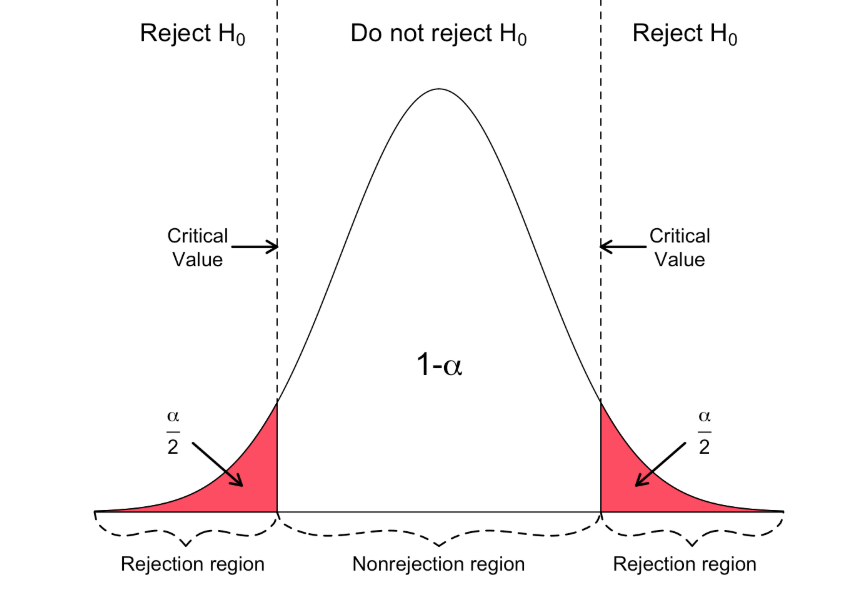 Reject H₀
Do not reject H₀
Reject H₀
Critical
Value
Critical
Value
1-α
α
2
α
2
Rejection region
Nonrejection region
Rejection region